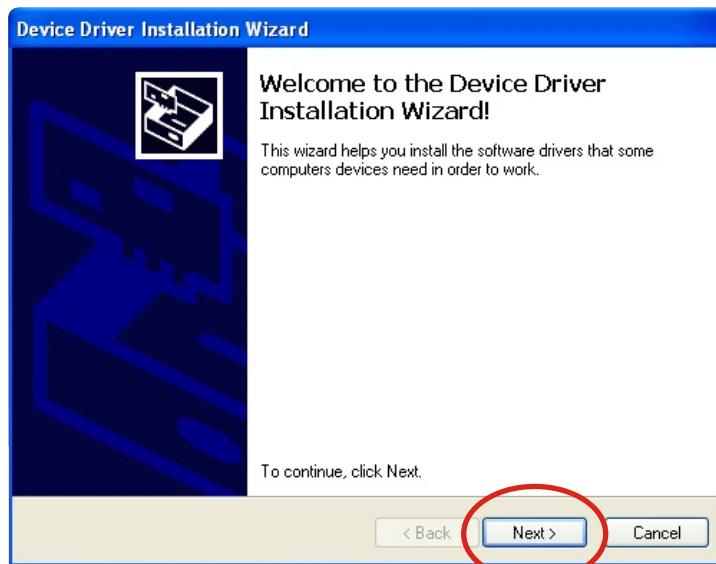 Device Driver Installation Wizard
Welcome to the Device Driver
Installation Wizard!
This wizard helps you install the software drivers that some
computers devices need in order to work.
To continue, click Next.
< Back
Next >
Cancel